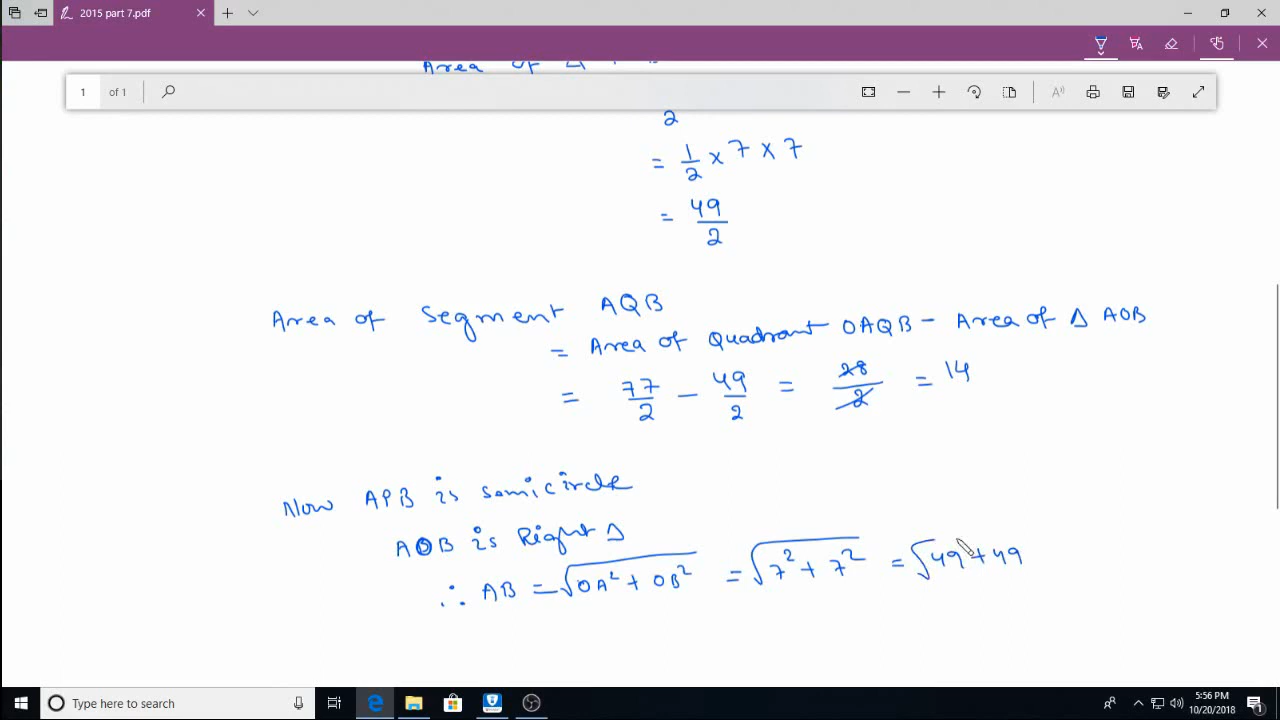 2015 part 7.pdf
Area of Δ
1 of 1
2
= 1/2 × 7 × 7
= 49/2
Area of Segment AQB
= Area of Quadrant OAQB - Area of Δ AOB
= 77/2 - 49/2 = 28/2 = 14
Now APB is semicircle
AOB is Right Δ
∴ AB = √OA² + OB² = √7² + 7² = √49 + 49
Type here to search
5:56 PM
10/20/2018